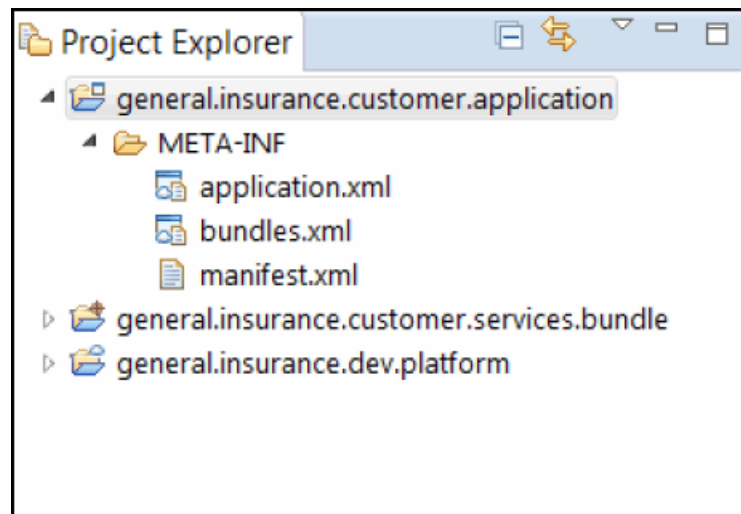 Project Explorer
general.insurance.customer.application
META-INF
application.xml
bundles.xml
manifest.xml
general.insurance.customer.services.bundle
general.insurance.dev.platform